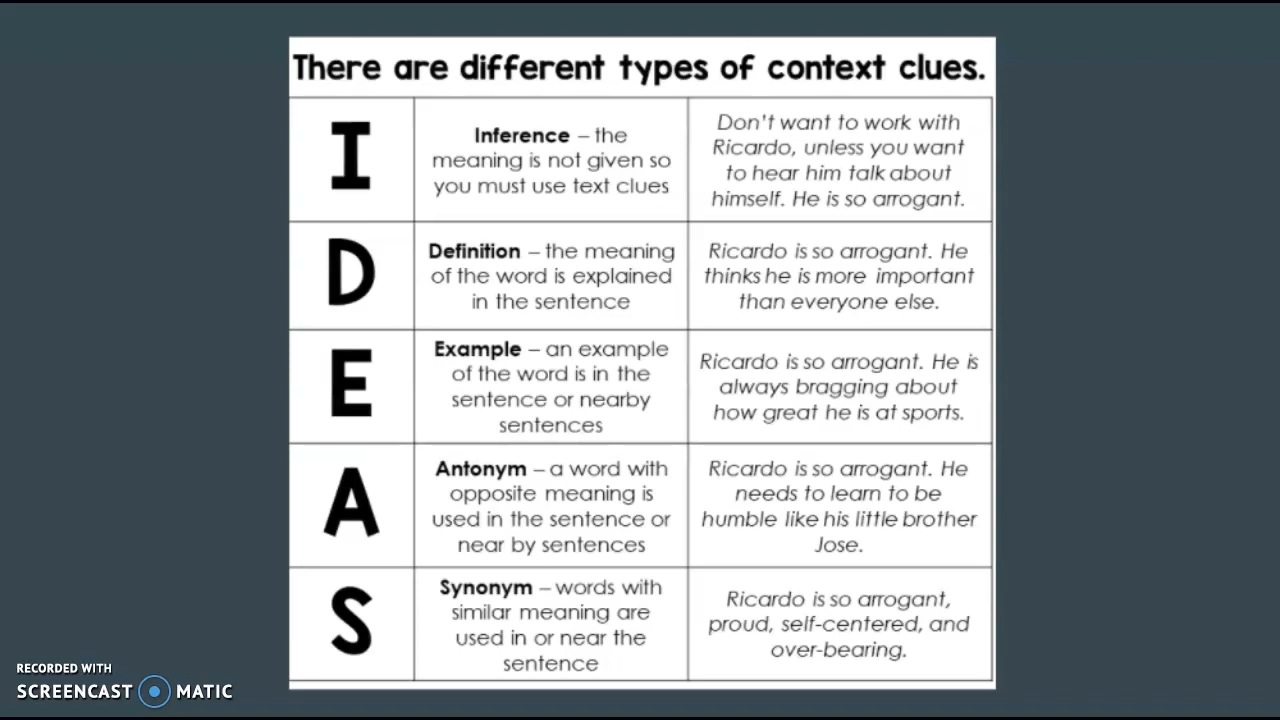 There are different types of context clues.
I
Inference – the
meaning is not given so
you must use text clues
Don't want to work with
Ricardo, unless you want
to hear him talk about
himself. He is so arrogant.
D
Definition – the meaning
of the word is explained
in the sentence
Ricardo is so arrogant. He
thinks he is more important
than everyone else.
E
Example – an example
of the word is in the
sentence or nearby
sentences
Ricardo is so arrogant. He is
always bragging about
how great he is at sports.
A
Antonym – a word with
opposite meaning is
used in the sentence or
near by sentences
Ricardo is so arrogant. He
needs to learn to be
humble like his little brother
Jose.
S
Synonym – words with
similar meaning are
used in or near the
sentence
Ricardo is so arrogant,
proud, self-centered, and
over-bearing.
RECORDED WITH
SCREENCAST MATIC